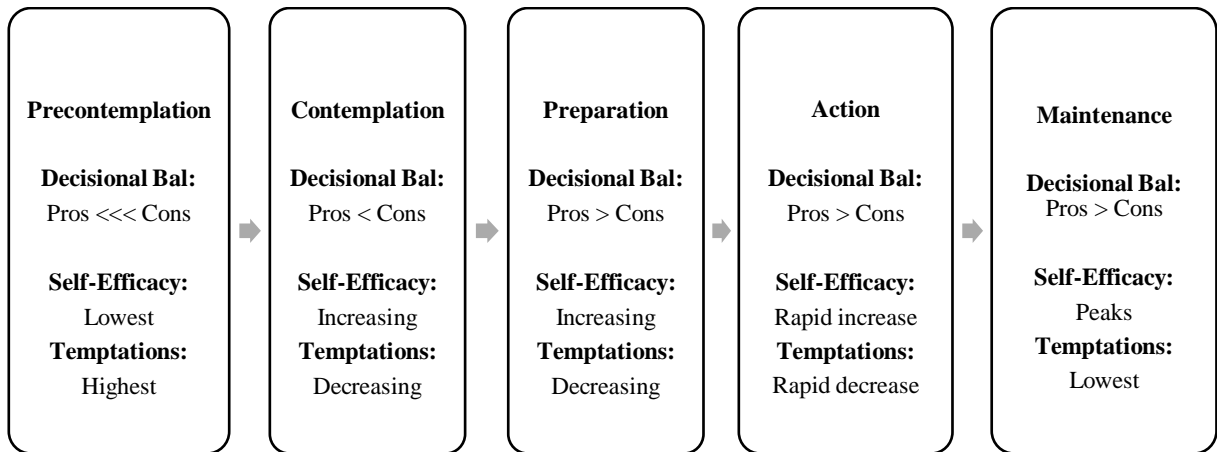 Precontemplation
Decisional Bal:
Pros <<< Cons
Self-Efficacy:
Lowest
Temptations:
Highest
Contemplation
Decisional Bal:
Pros < Cons
Self-Efficacy:
Increasing
Temptations:
Decreasing
Preparation
Decisional Bal:
Pros > Cons
Self-Efficacy:
Increasing
Temptations:
Decreasing
Action
Decisional Bal:
Pros > Cons
Self-Efficacy:
Rapid increase
Temptations:
Rapid decrease
Maintenance
Decisional Bal:
Pros > Cons
Self-Efficacy:
Peaks
Temptations:
Lowest